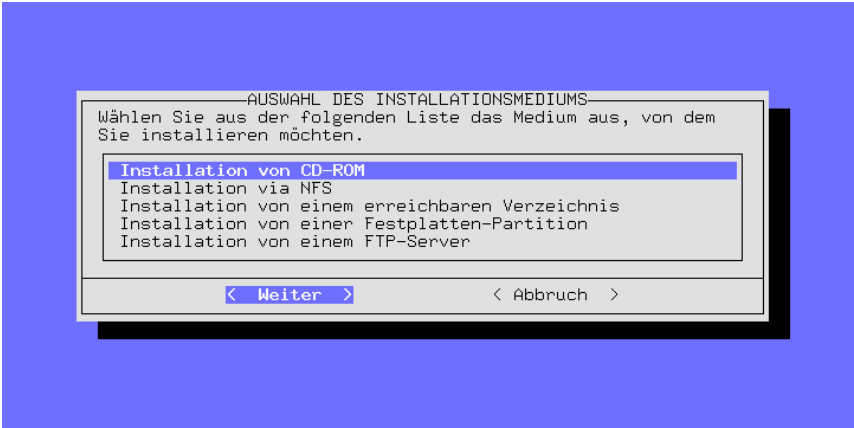 AUSWAHL DES INSTALLATIONSMEDIUMS
Wählen Sie aus der folgenden Liste das Medium aus, von dem
Sie installieren möchten.
Installation von CD-ROM
Installation via NFS
Installation von einem erreichbaren Verzeichnis
Installation von einer Festplatten-Partition
Installation von einem FTP-Server
< Weiter > < Abbruch >